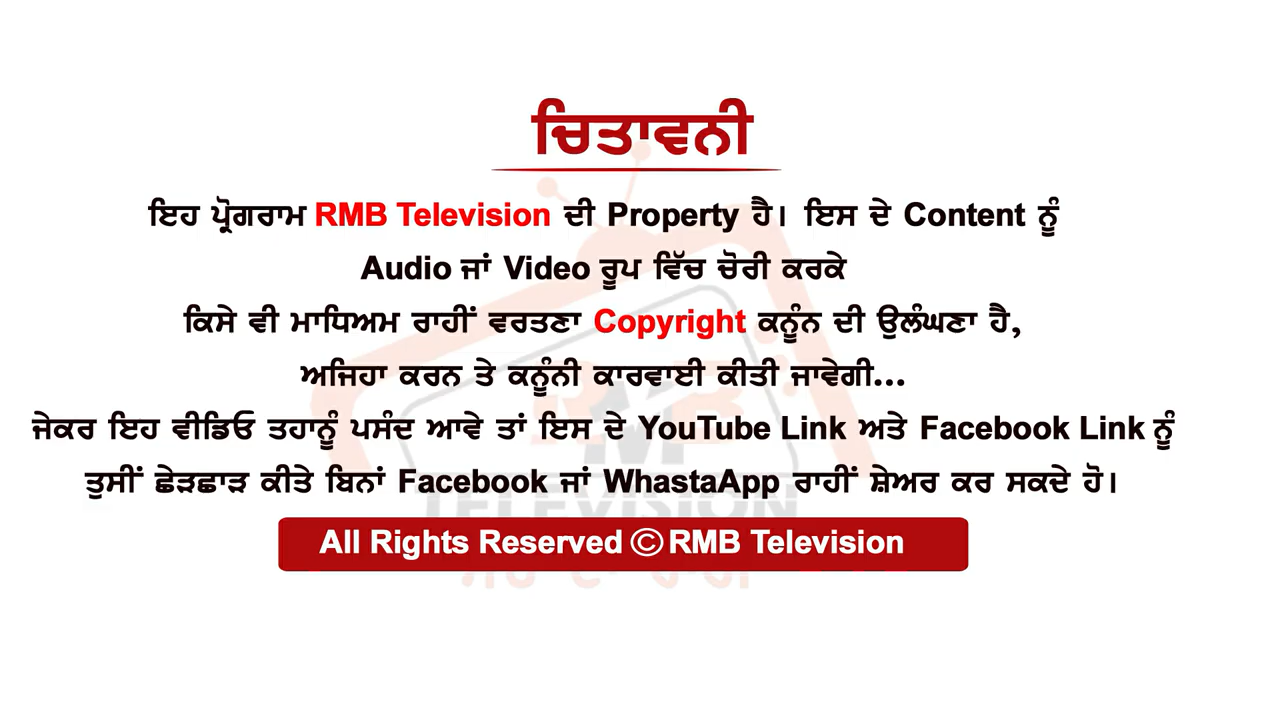 ਚਿਤਾਵਨੀ
ਇਹ ਪ੍ਰੋਗਰਾਮ RMB Television ਦੀ Property ਹੈ। ਇਸ ਦੇ Content ਨੂੰ
Audio ਜਾਂ Video ਰੂਪ ਵਿੱਚ ਚੋਰੀ ਕਰਕੇ
ਕਿਸੇ ਵੀ ਮਾਧਿਅਮ ਰਾਹੀਂ ਵਰਤਣਾ Copyright ਕਨੂੰਨ ਦੀ ਉਲੰਘਣਾ ਹੈ,
ਅਜਿਹਾ ਕਰਨ ਤੇ ਕਨੂੰਨੀ ਕਾਰਵਾਈ ਕੀਤੀ ਜਾਵੇਗੀ...
ਜੇਕਰ ਇਹ ਵੀਡਿਓ ਤਹਾਨੂੰ ਪਸੰਦ ਆਵੇ ਤਾਂ ਇਸ ਦੇ YouTube Link ਅਤੇ Facebook Link ਨੂੰ
ਤੁਸੀਂ ਛੇੜਛਾੜ ਕੀਤੇ ਬਿਨਾਂ Facebook ਜਾਂ WhastaApp ਰਾਹੀਂ ਸ਼ੇਅਰ ਕਰ ਸਕਦੇ ਹੋ।
RMB
TELEVISION
All Rights Reserved © RMB Television